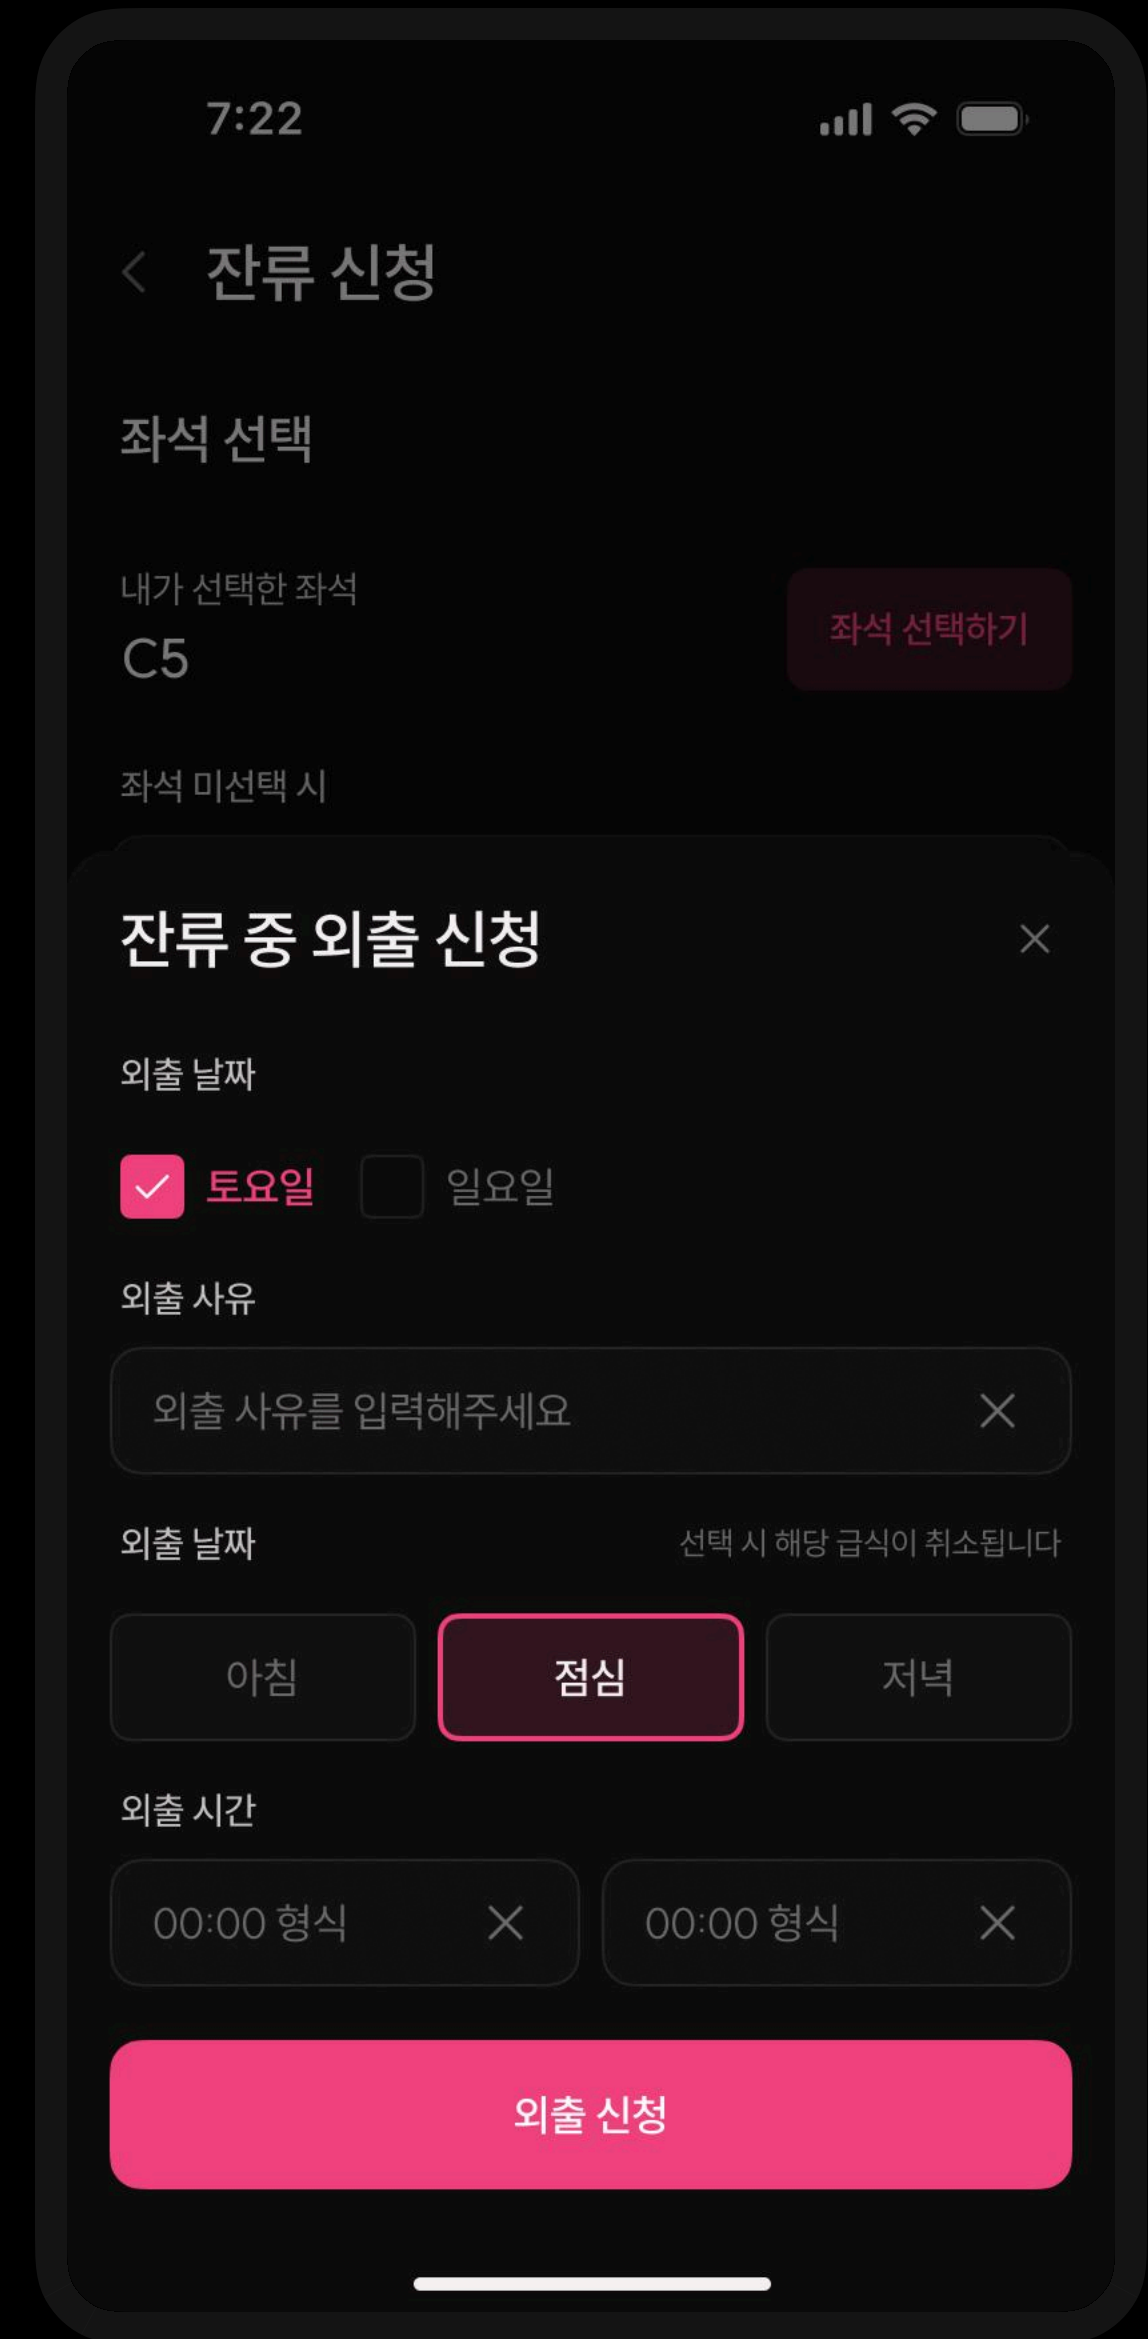 7:22
잔류 신청
좌석 선택
내가 선택한 좌석
C5
좌석 선택하기
좌석 미선택 시
잔류 중 외출 신청
외출 날짜
토요일 일요일
외출 사유
외출 사유를 입력해주세요
외출 날짜 선택 시 해당 급식이 취소됩니다
아침 점심 저녁
외출 시간
00:00 형식 00:00 형식
외출 신청